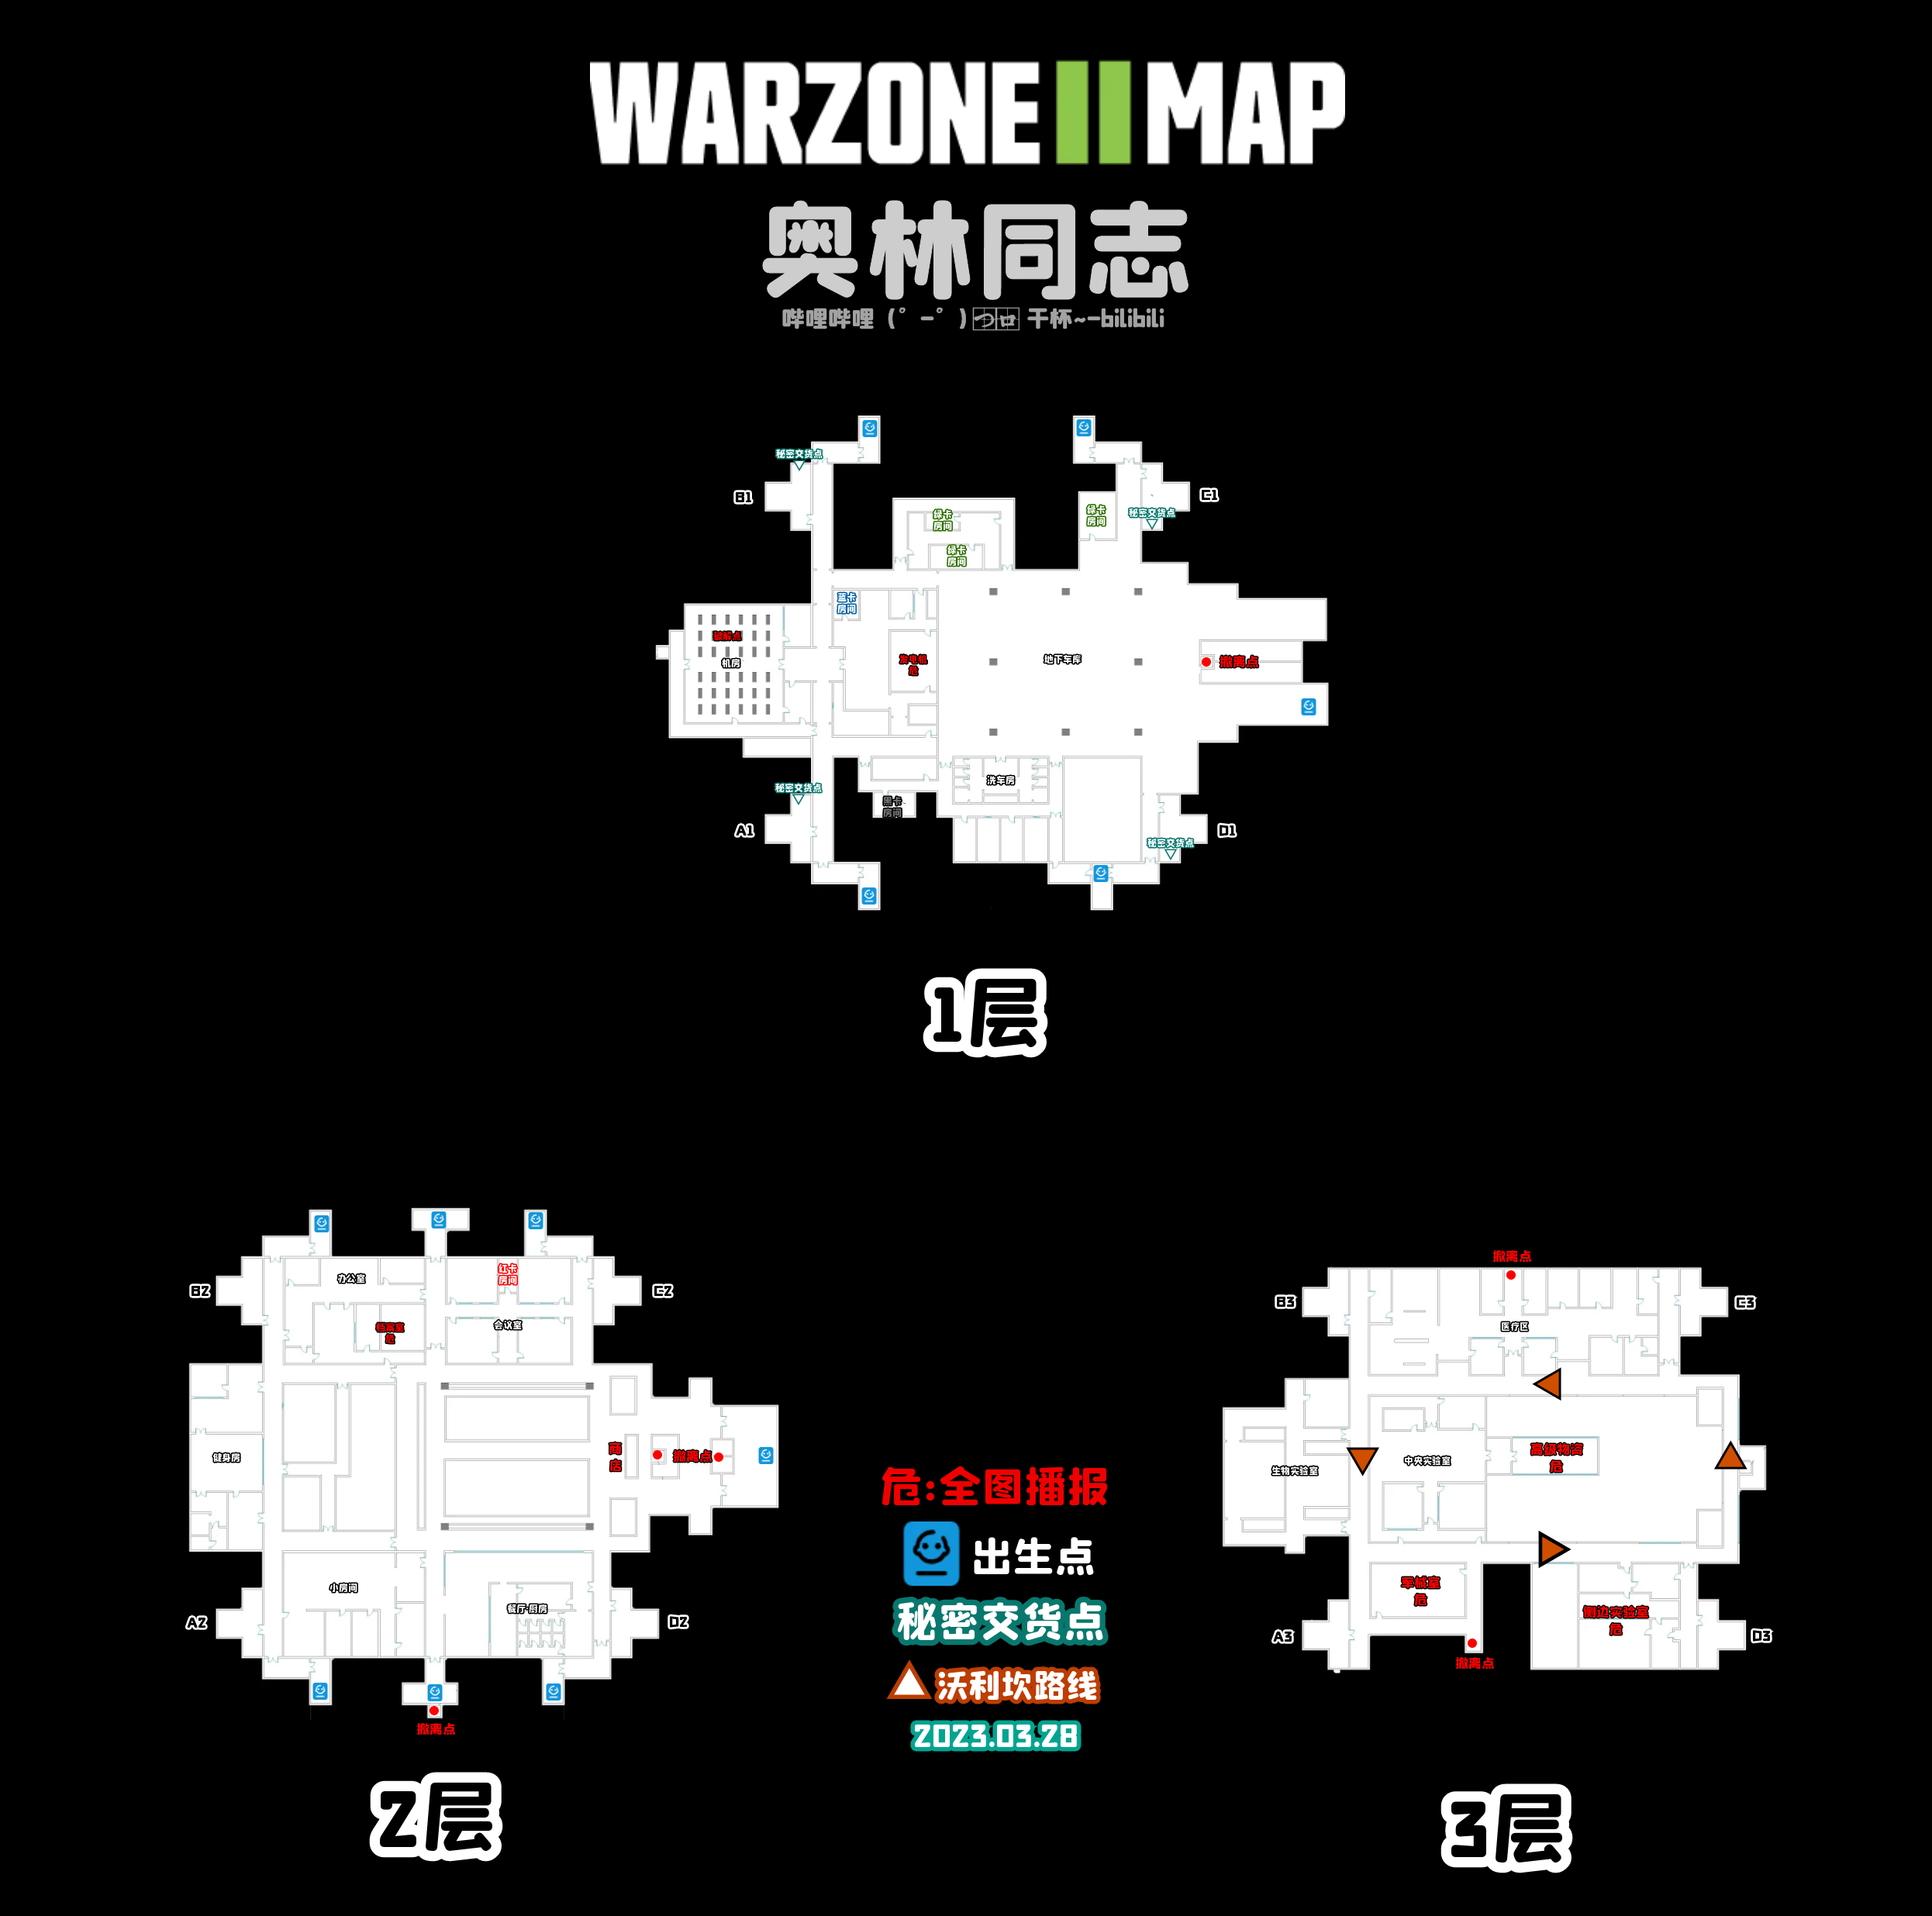 WARZONE II MAP
奥林同志
哔哩哔哩 (゜-゜)つロ 干杯~-bilibili
秘密交货点
B1
C1
绿卡
房间
绿卡
房间
秘密交货点
绿卡
房间
蓝卡
房间
机房
发电机
危
地下车库
撤离点
洗车房
秘密交货点
黑卡
房间
A1
D1
秘密交货点
1层
B2
办公室
红卡
房间
C2
档案室
危
会议室
健身房
商
店
撤离点
小房间
餐厅·厨房
A2
D2
撤离点
2层
危:全图播报
出生点
秘密交货点
沃利坎路线
2023.03.28
撤离点
B3
C3
医疗区
生物实验室
中央实验室
高级物资
危
军械室
危
侧边实验室
危
A3
D3
撤离点
3层